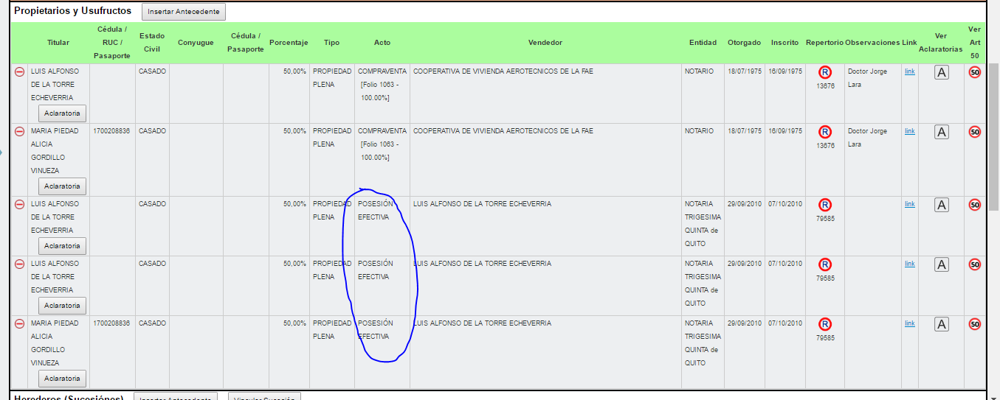 Propietarios y Usufructos Insertar Antecedente
Titular Cédula / RUC / Pasaporte Estado Civil Conyugue Cédula / Pasaporte Porcentaje Tipo Acto Vendedor Entidad Otorgado Inscrito Repertorio Observaciones Link Ver Aclaratorias Ver Art 50
LUIS ALFONSO CASADO 50,00% PROPIEDAD COMPRAVENTA COOPERATIVA DE VIVIENDA AEROTECNICOS DE LA FAE NOTARIO 18/07/1975 16/09/1975 R Doctor Jorge link A 50
DE LA TORRE PLENA [Folio 1063 - 13676 Lara
ECHEVERRIA 100.00%]
Aclaratoria
MARIA PIEDAD 1700208836 CASADO 50,00% PROPIEDAD COMPRAVENTA COOPERATIVA DE VIVIENDA AEROTECNICOS DE LA FAE NOTARIO 18/07/1975 16/09/1975 R Doctor Jorge link A 50
ALICIA PLENA [Folio 1063 - 13676 Lara
GORDILLO 100.00%]
VINUEZA
Aclaratoria
LUIS ALFONSO CASADO 50,00% PROPIEDAD POSESIÓN LUIS ALFONSO DE LA TORRE ECHEVERRIA NOTARIA 29/09/2010 07/10/2010 R link A 50
DE LA TORRE PLENA EFECTIVA TRIGESIMA 79585
ECHEVERRIA QUINTA de
Aclaratoria QUITO
LUIS ALFONSO CASADO 50,00% PROPIEDAD POSESIÓN LUIS ALFONSO DE LA TORRE ECHEVERRIA NOTARIA 29/09/2010 07/10/2010 R link A 50
DE LA TORRE PLENA EFECTIVA TRIGESIMA 79585
ECHEVERRIA QUINTA de
Aclaratoria QUITO
MARIA PIEDAD 1700208836 CASADO 50,00% PROPIEDAD POSESIÓN LUIS ALFONSO DE LA TORRE ECHEVERRIA NOTARIA 29/09/2010 07/10/2010 R link A 50
ALICIA PLENA EFECTIVA TRIGESIMA 79585
GORDILLO QUINTA de
VINUEZA QUITO
Aclaratoria
Herederos (Sucesiónes) Insertar Antecedente Vincular Sucesión